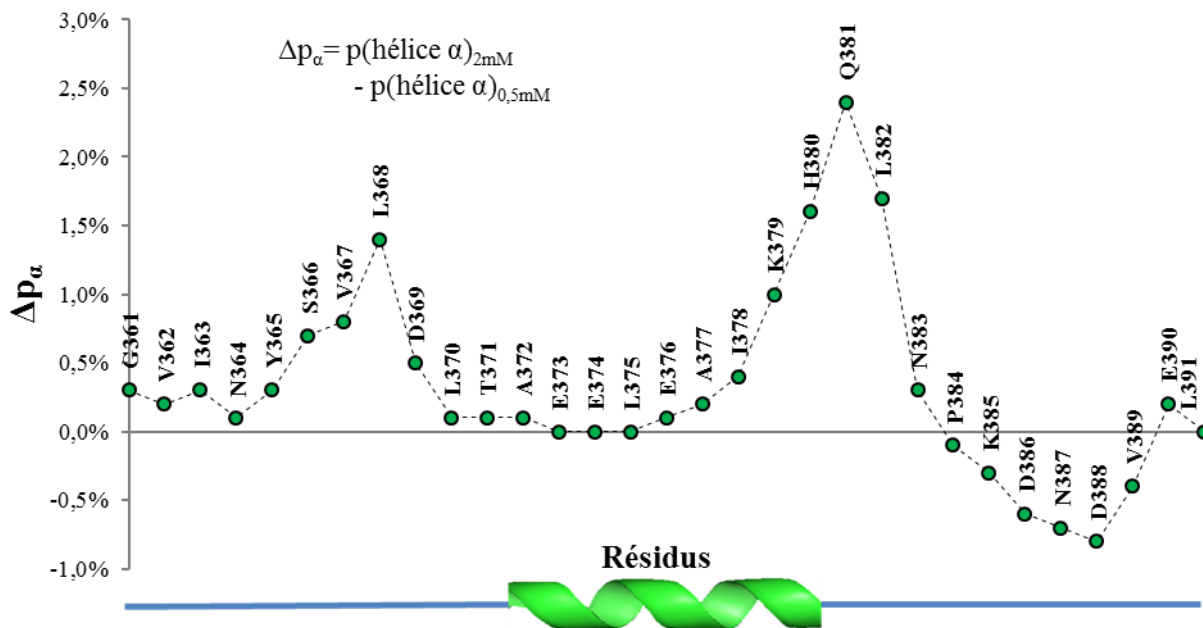 3,0%
2,5%
2,0%
1,5%
1,0%
0,5%
0,0%
-0,5%
-1,0%
Δpα
Δpα= p(hélice α)2mM
- p(hélice α)0,5mM
G361
V362
I363
N364
Y365
S366
V367
L368
D369
L370
T371
A372
E373
E374
L375
E376
A377
I378
K379
H380
Q381
L382
N383
P384
K385
D386
N387
D388
V389
E390
L391
Résidus